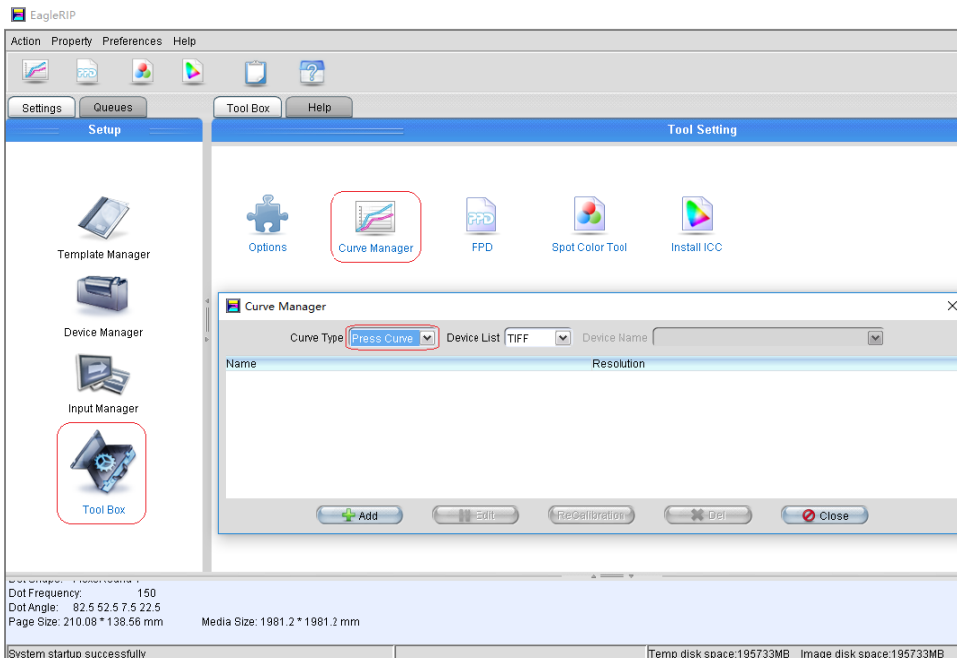 EagleRIP
Action Property Preferences Help
Settings Queues Tool Box Help
Setup Tool Setting
Template Manager
Device Manager
Input Manager
Tool Box
PPD
Options Curve Manager FPD Spot Color Tool Install ICC
Curve Manager
Curve Type Press Curve Device List TIFF Device Name
Name Resolution
Add Edit ReCalibration Del Close
Dot Frequency: 150
Dot Angle: 82.5 52.5 7.5 22.5
Page Size: 210.08 * 138.56 mm Media Size: 1981.2 * 1981.2 mm
System startup successfully Temp disk space:195733MB Image disk space:195733MB